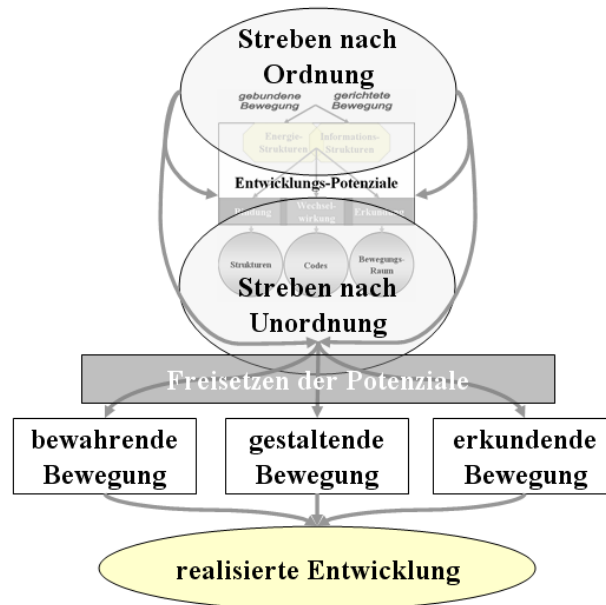 Streben nach
Ordnung
gebundene
Bewegung
gerichtete
Bewegung
Energie-
Strukturen
Informations-
Strukturen
Entwicklungs-Potenziale
Bindung
Wechsel-
wirkung
Erkundung
Strukturen
Codes
Bewegungs-
Raum
Streben nach
Unordnung
Freisetzen der Potenziale
bewahrende
Bewegung
gestaltende
Bewegung
erkundende
Bewegung
realisierte Entwicklung